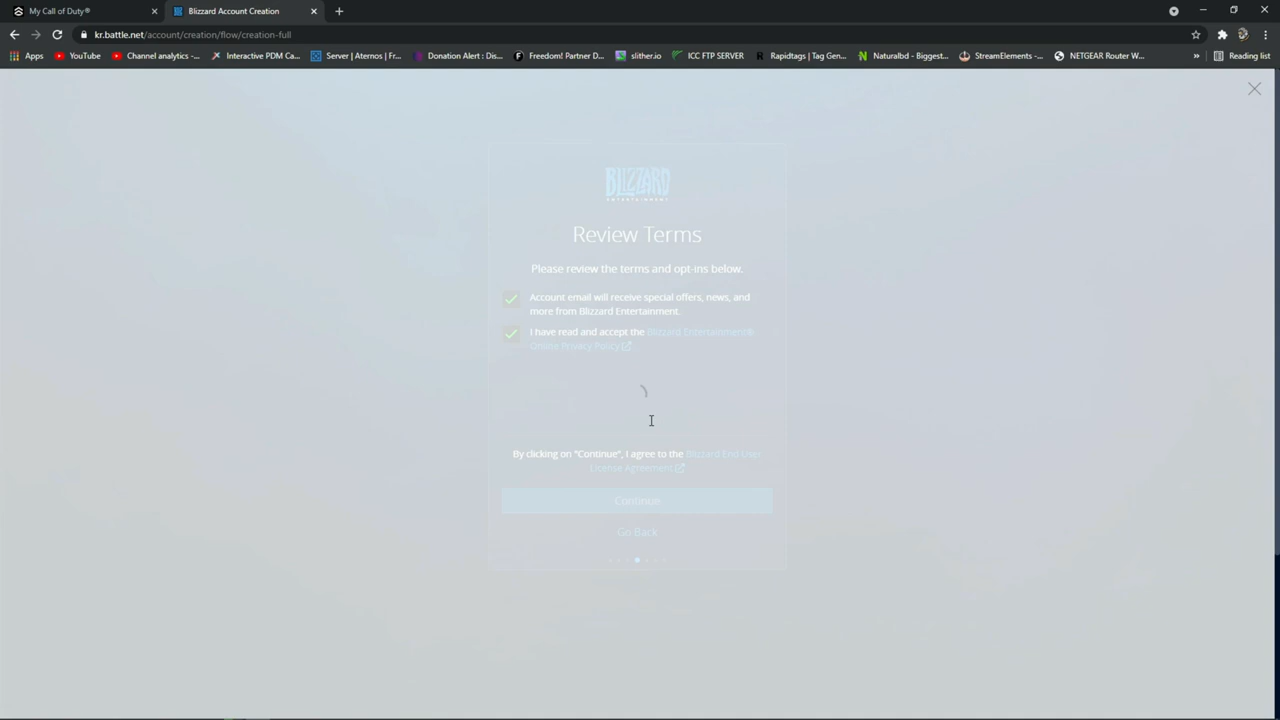 My Call of Duty®
Blizzard Account Creation
kr.battle.net/account/creation/flow/creation-full
Apps
YouTube
Channel analytics -...
Interactive PDM Ca...
Server | Aternos | Fr...
Donation Alert : Dis...
Freedom! Partner D...
slither.io
ICC FTP SERVER
Rapidtags | Tag Gen...
Naturalbd - Biggest...
StreamElements -...
NETGEAR Router W...
»
Reading list
BLIZZARD
ENTERTAINMENT
Review Terms
Please review the terms and opt-ins below.
Account email will receive special offers, news, and
more from Blizzard Entertainment.
I have read and accept the Blizzard Entertainment®
Online Privacy Policy
By clicking on "Continue", I agree to the Blizzard End User
License Agreement
Continue
Go Back